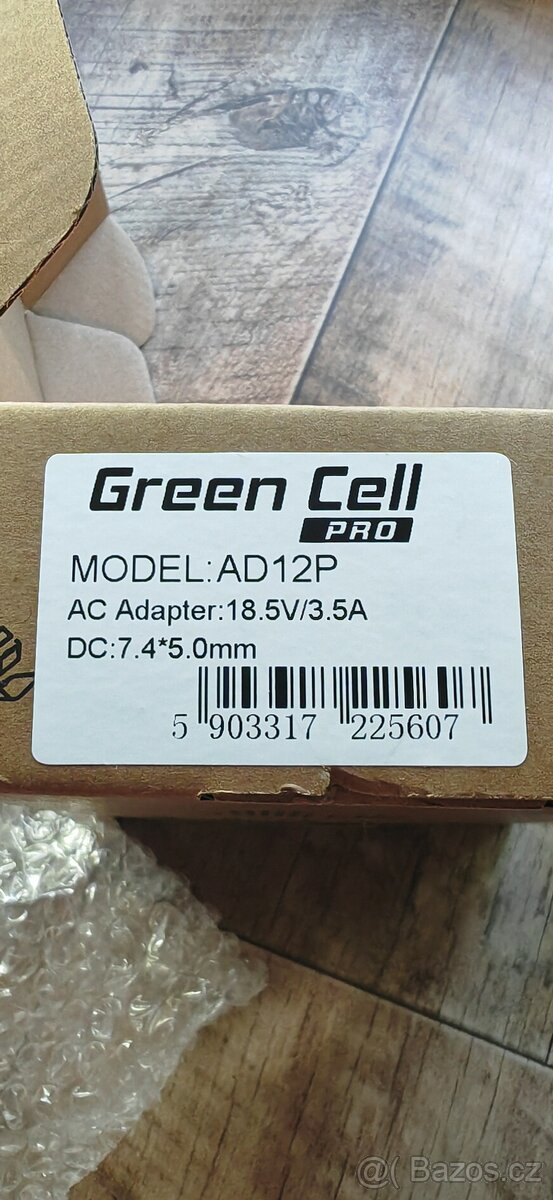 Green Cell
PRO
MODEL:AD12P
AC Adapter:18.5V/3.5A
DC:7.4*5.0mm
5 903317 225607
@( Bazos.cz